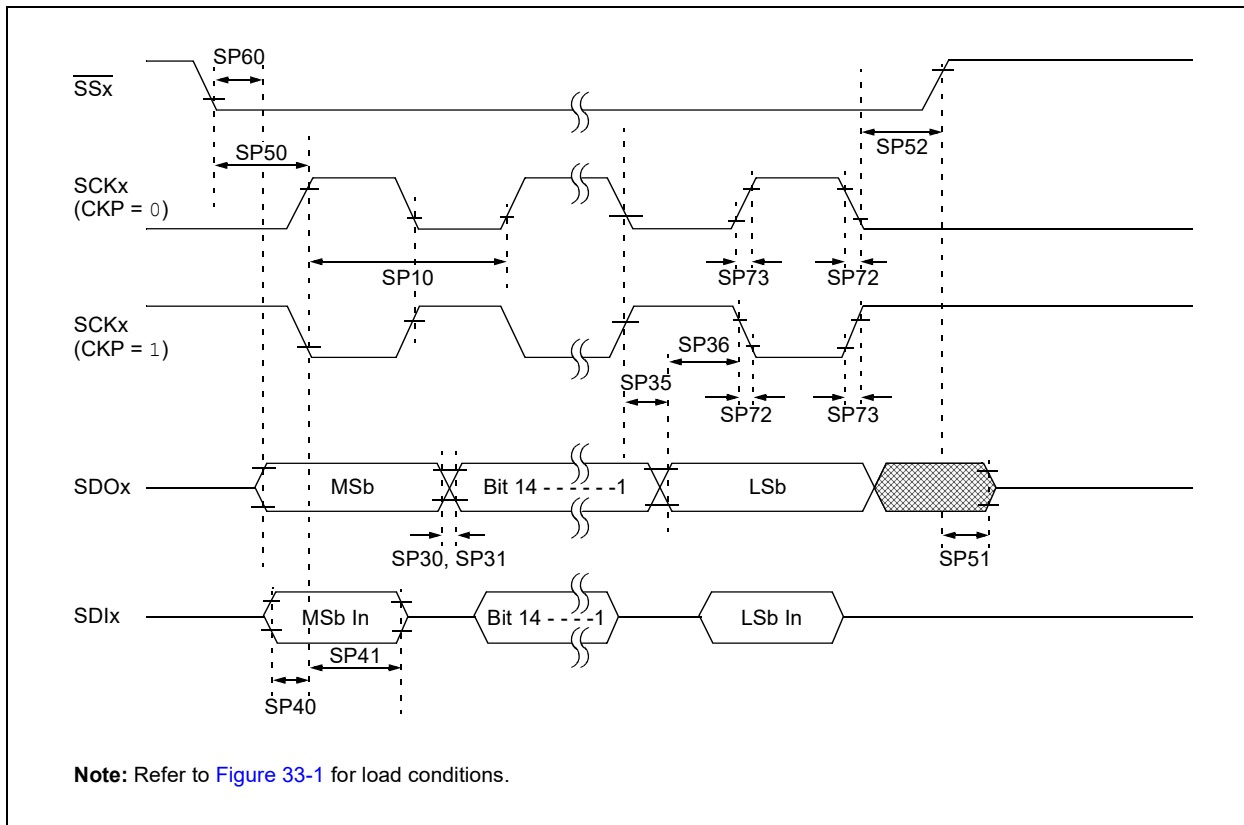 SP60
SSx
SP50
SP52
SCKx
(CKP = 0)
SP10
SP73
SP72
SCKx
(CKP = 1)
SP36
SP35
SP72
SP73
SDOx
MSb
Bit 14 - - - - - -1
LSb
SP30, SP31
SP51
SDIx
MSb In
Bit 14 - - - -1
LSb In
SP41
SP40
Note: Refer to Figure 33-1 for load conditions.